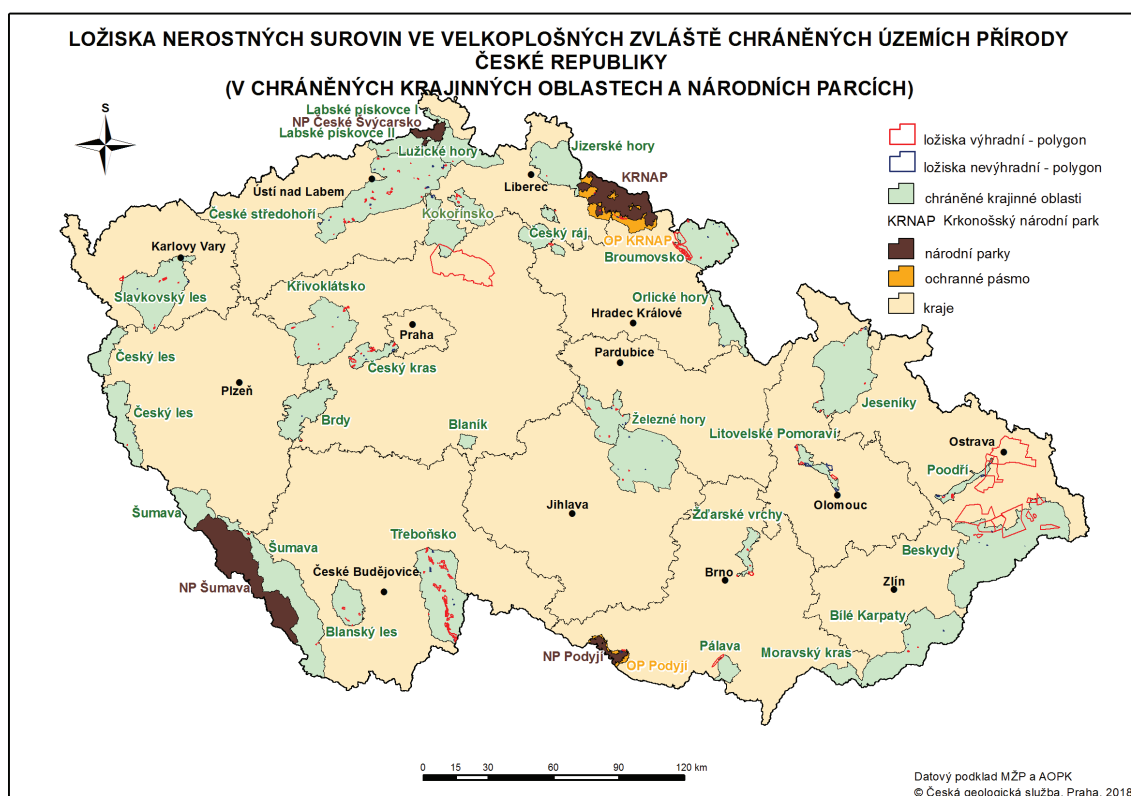 LOŽISKA NEROSTNÝCH SUROVIN VE VELKOPLOŠNÝCH ZVLÁŠTĚ CHRÁNĚNÝCH ÚZEMÍCH PŘÍRODY
ČESKÉ REPUBLIKY
(V CHRÁNĚNÝCH KRAJINNÝCH OBLASTECH A NÁRODNÍCH PARCÍCH)
S
ložiska výhradní - polygon
ložiska nevýhradní - polygon
chráněné krajinné oblasti
KRNAP Krkonošský národní park
národní parky
ochranné pásmo
kraje
Labské pískovce I
NP České Švýcarsko
Labské pískovce II
Lužické hory
Jizerské hory
Liberec
KRNAP
Ústí nad Labem
České středohoří
Kokořínsko
Český ráj
OP KRNAP
Broumovsko
Karlovy Vary
Slavkovský les
Křivoklátsko
Orlické hory
Hradec Králové
Praha
Český les
Český kras
Pardubice
Plzeň
Jeseníky
Český les
Brdy
Blaník
Železné hory
Litovelské Pomoraví
Ostrava
Poodří
Šumava
Jihlava
Olomouc
Žďárské vrchy
Třeboňsko
Šumava
Beskydy
České Budějovice
Brno
Zlín
NP Šumava
Bílé Karpaty
Blanský les
NP Podyjí
OP Podyjí
Pálava
Moravský kras
0 15 30 60 90 120 km
Datový podklad MŽP a AOPK
© Česká geologická služba, Praha, 2018